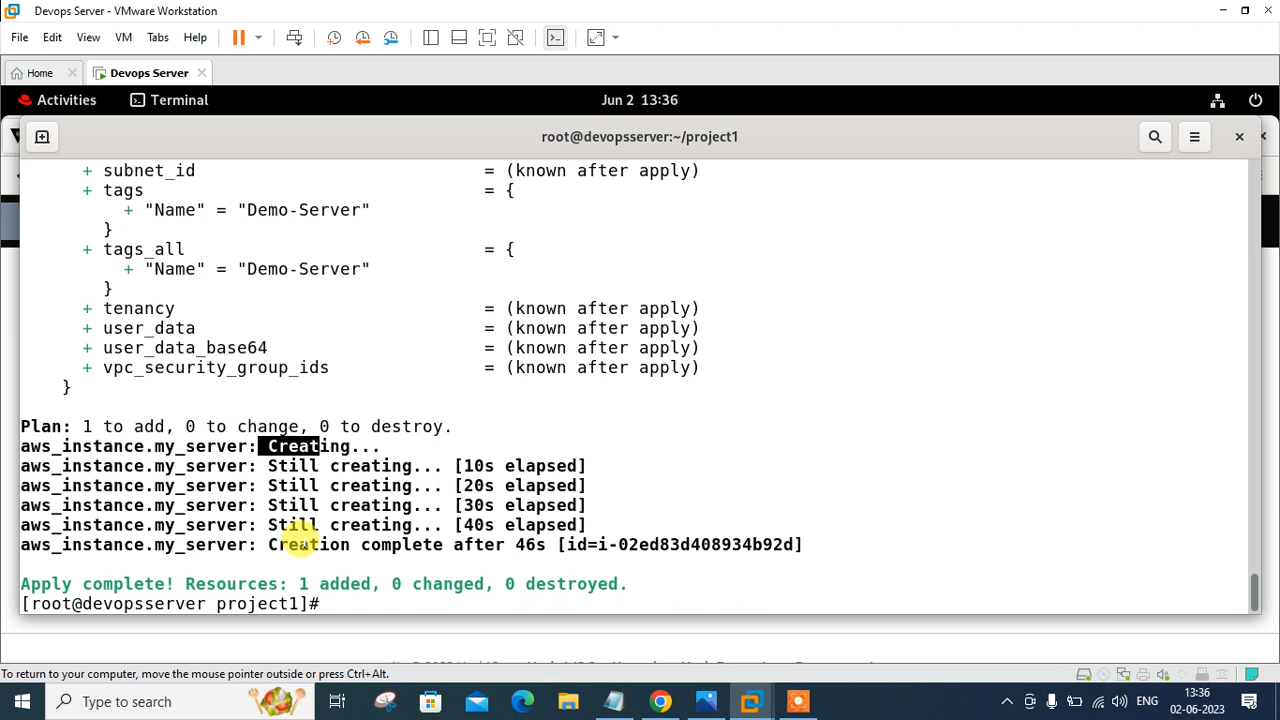 Devops Server - VMware Workstation
File Edit View VM Tabs Help
Home Devops Server
Activities Terminal Jun 2 13:36
root@devopsserver:~/project1
+ subnet_id = (known after apply)
+ tags = {
+ "Name" = "Demo-Server"
}
+ tags_all = {
+ "Name" = "Demo-Server"
}
+ tenancy = (known after apply)
+ user_data = (known after apply)
+ user_data_base64 = (known after apply)
+ vpc_security_group_ids = (known after apply)
}
Plan: 1 to add, 0 to change, 0 to destroy.
aws_instance.my_server: Creating...
aws_instance.my_server: Still creating... [10s elapsed]
aws_instance.my_server: Still creating... [20s elapsed]
aws_instance.my_server: Still creating... [30s elapsed]
aws_instance.my_server: Still creating... [40s elapsed]
aws_instance.my_server: Creation complete after 46s [id=i-02ed83d408934b92d]
Apply complete! Resources: 1 added, 0 changed, 0 destroyed.
[root@devopsserver project1]#
To return to your computer, move the mouse pointer outside or press Ctrl+Alt.
Type here to search
ENG
13:36
02-06-2023